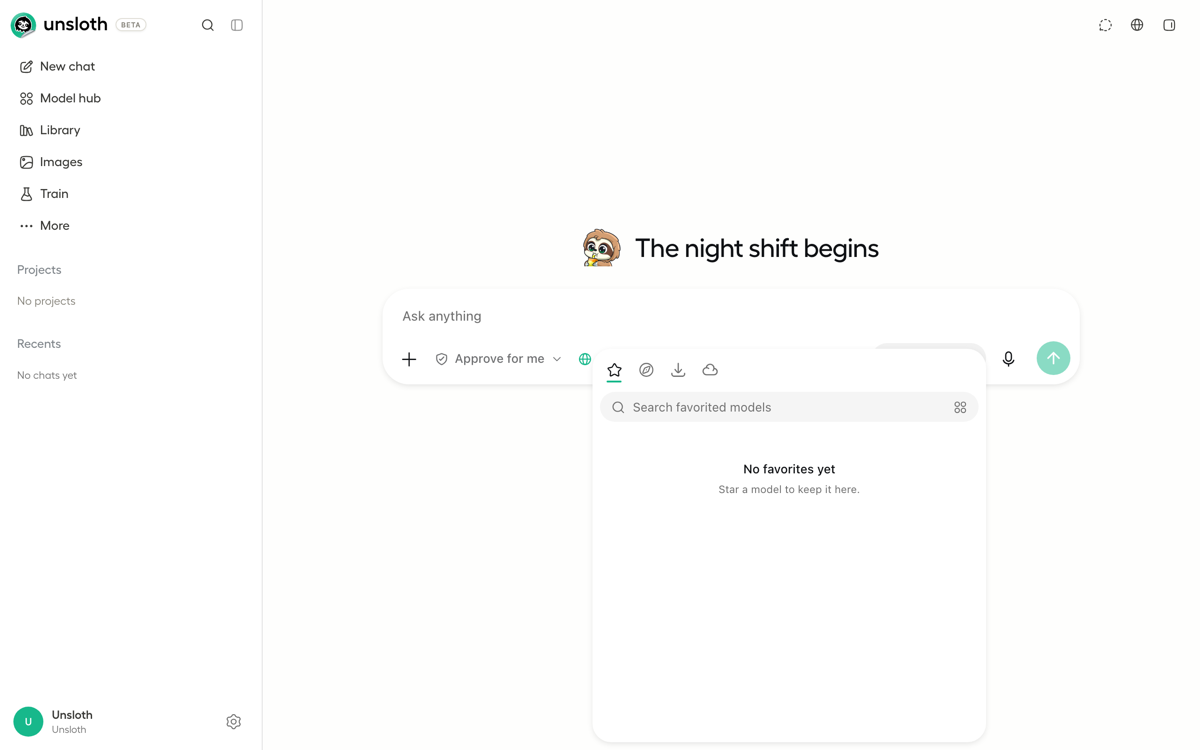 unsloth BETA
New chat
Model hub
Library
Images
Train
More
Projects
No projects
Recents
No chats yet
The night shift begins
Ask anything
Approve for me
Search favorited models
No favorites yet
Star a model to keep it here.
U
Unsloth
Unsloth